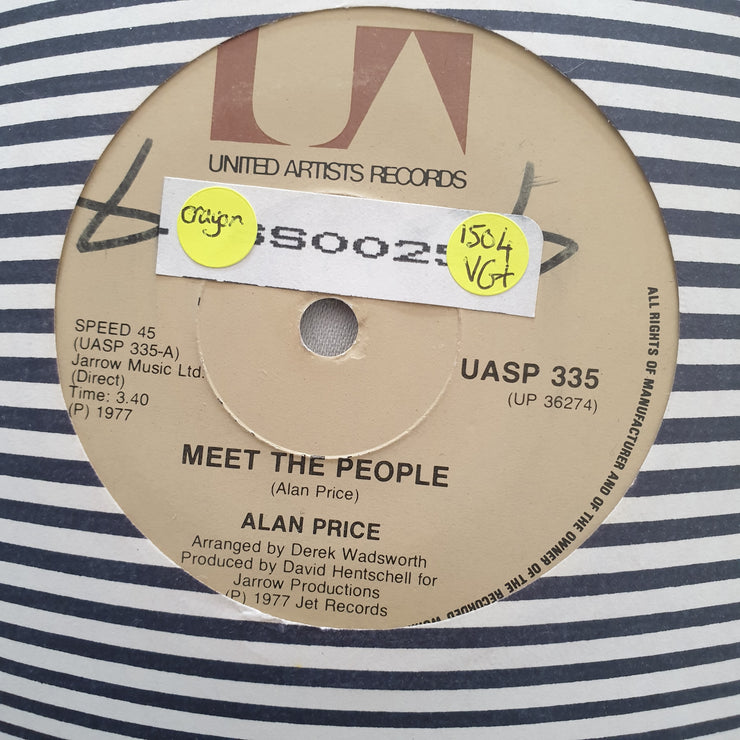 UA
UNITED ARTISTS RECORDS
crayon
SS0025
1504
VG+
SPEED 45
(UASP 335-A)
Jarrow Music Ltd.
(Direct)
Time: 3.40
(P) 1977
UASP 335
(UP 36274)
MEET THE PEOPLE
(Alan Price)
ALAN PRICE
Arranged by Derek Wadsworth
Produced by David Hentschell for
Jarrow Productions
(P) 1977 Jet Records
ALL RIGHTS OF MANUFACTURER AND OF THE OWNER OF THE RECORDED